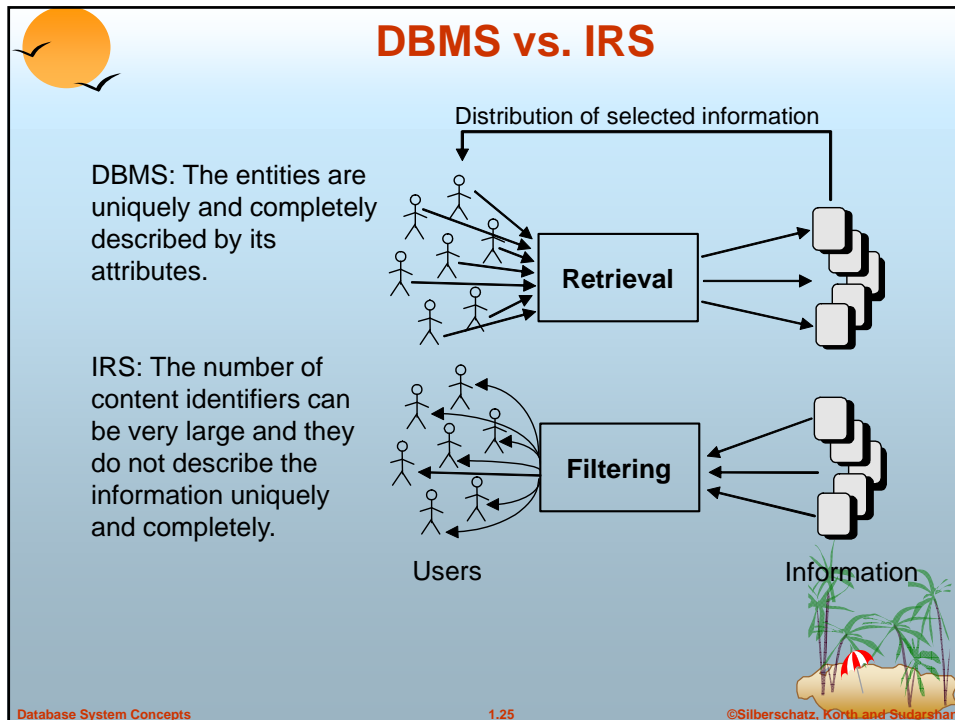 DBMS vs. IRS
Distribution of selected information
DBMS: The entities are
uniquely and completely
described by its
attributes.
Retrieval
IRS: The number of
content identifiers can
be very large and they
do not describe the
information uniquely
and completely.
Filtering
Users
Information
Database System Concepts
1.25
©Silberschatz, Korth and Sudarshan